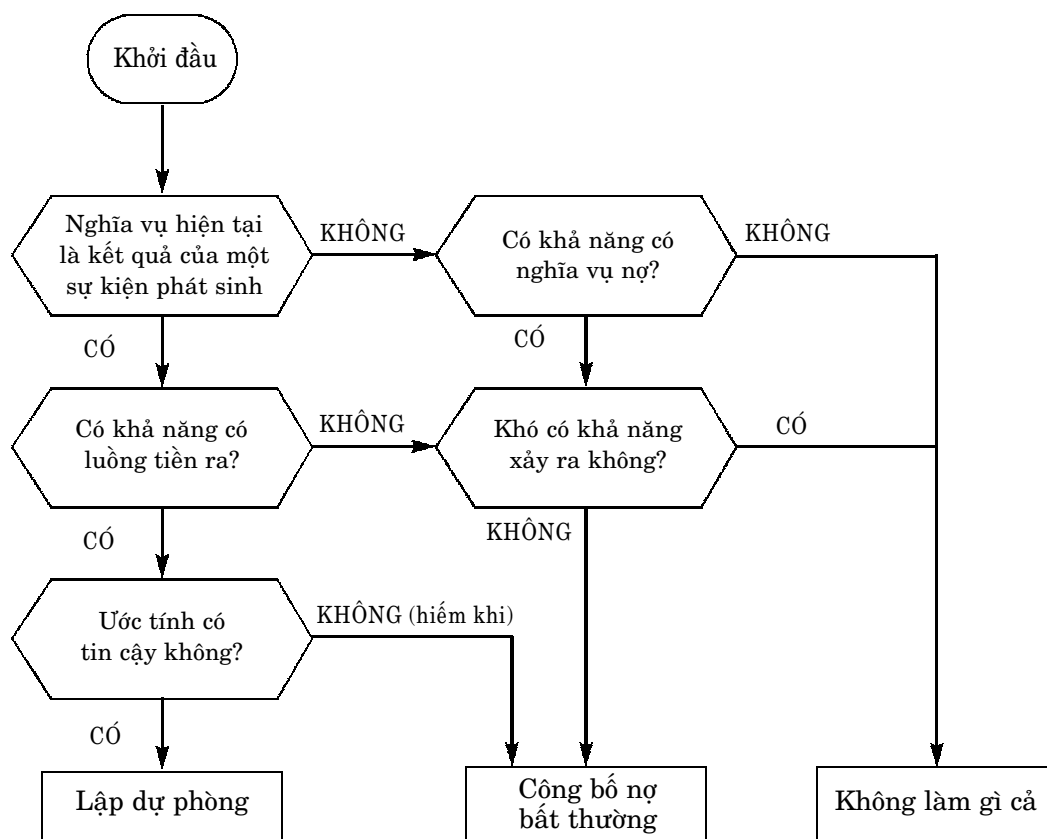 Khởi đầu
Nghĩa vụ hiện tại
là kết quả của một
sự kiện phát sinh
KHÔNG
Có khả năng có
nghĩa vụ nợ?
KHÔNG
CÓ
CÓ
Có khả năng có
luồng tiền ra?
KHÔNG
Khó có khả năng
xảy ra không?
CÓ
CÓ
KHÔNG
Ước tính có
tin cậy không?
KHÔNG (hiếm khi)
CÓ
Lập dự phòng
Công bố nợ
bất thường
Không làm gì cả